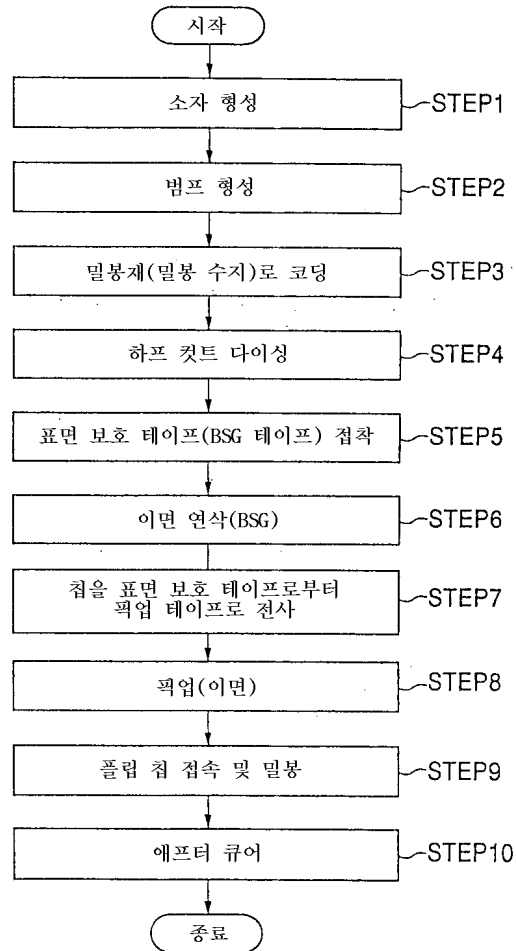 시작
소자 형성
STEP1
범프 형성
STEP2
밀봉재(밀봉 수지)로 코딩
STEP3
하프 컷트 다이싱
STEP4
표면 보호 테이프(BSG 테이프) 접착
STEP5
이면 연삭(BSG)
STEP6
칩을 표면 보호 테이프로부터
픽업 테이프로 전사
STEP7
픽업(이면)
STEP8
플립 칩 접속 및 밀봉
STEP9
애프터 큐어
STEP10
종료